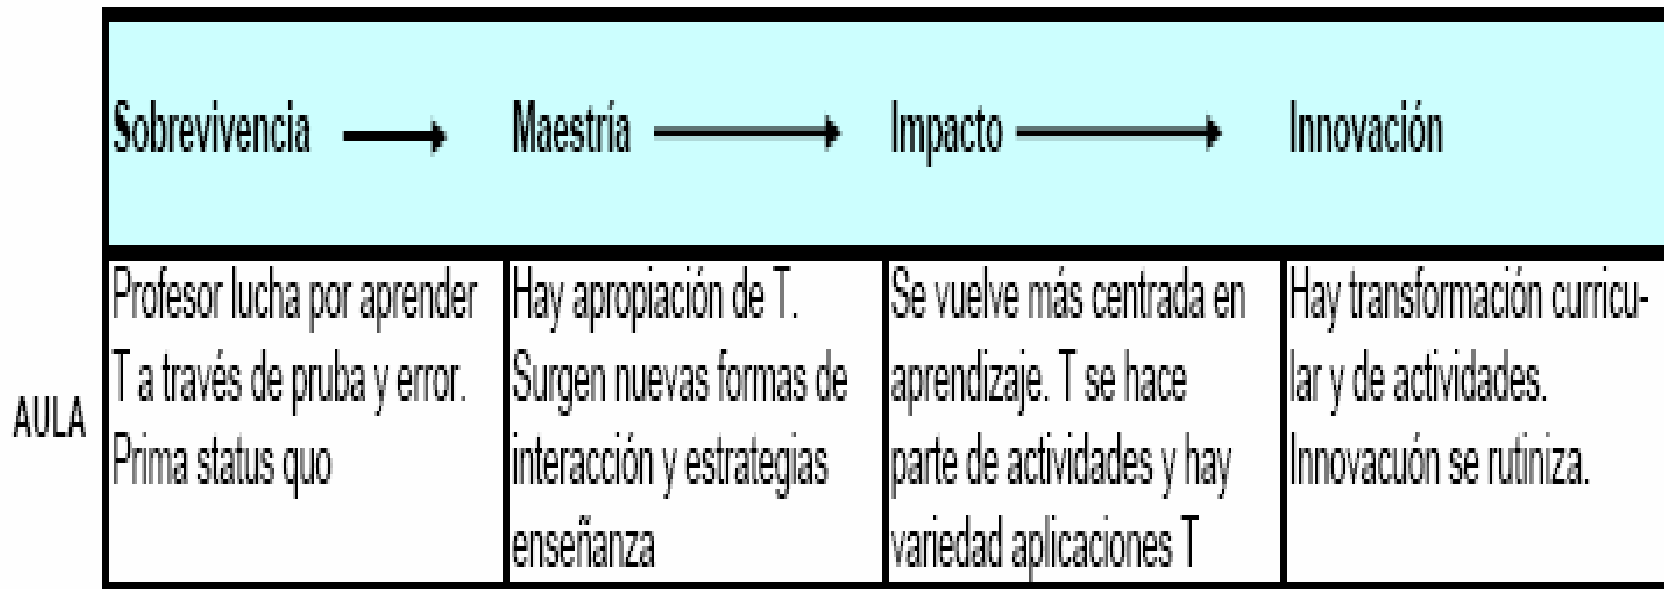 Sobrevivencia
Maestría
Impacto
Innovación
AULA
Profesor lucha por aprender
T a través de pruba y error.
Prima status quo
Hay apropiación de T.
Surgen nuevas formas de
interacción y estrategias
enseñanza
Se vuelve más centrada en
aprendizaje. T se hace
parte de actividades y hay
variedad aplicaciones T
Hay transformación curricu-
lar y de actividades.
Innovacuón se rutiniza.